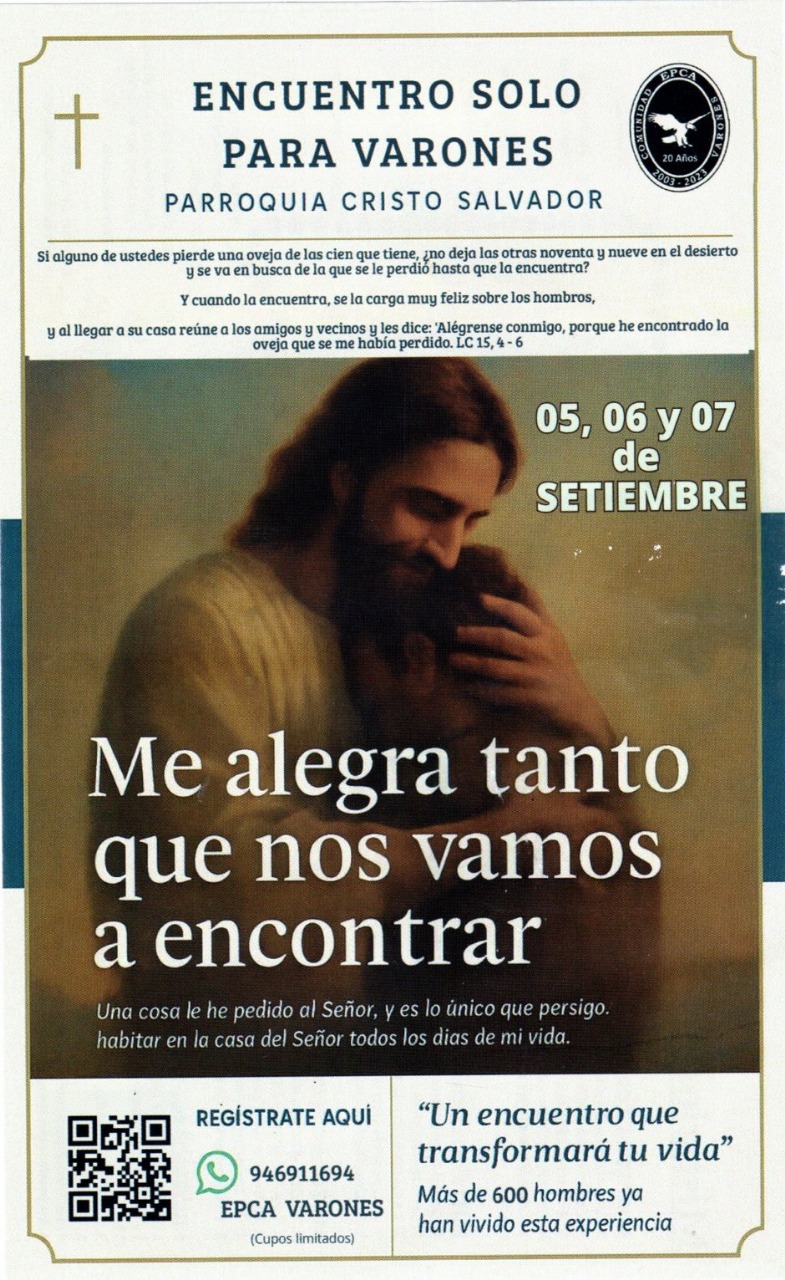 ENCUENTRO SOLO
PARA VARONES
PARROQUIA CRISTO SALVADOR
COMUNIDAD EPCA VARONES
20 Años
2003 - 2023
Si alguno de ustedes pierde una oveja de las cien que tiene, ¿no deja las otras noventa y nueve en el desierto
y se va en busca de la que se le perdió hasta que la encuentra?
Y cuando la encuentra, se la carga muy feliz sobre los hombros,
y al llegar a su casa reúne a los amigos y vecinos y les dice: 'Alégrense conmigo, porque he encontrado la
oveja que se me había perdido. LC 15, 4 - 6
05, 06 y 07
de
SETIEMBRE
Me alegra tanto
que nos vamos
a encontrar
Una cosa le he pedido al Señor, y es lo único que persigo.
habitar en la casa del Señor todos los dias de mi vida.
REGÍSTRATE AQUÍ
946911694
EPCA VARONES
(Cupos limitados)
“Un encuentro que
transformará tu vida”
Más de 600 hombres ya
han vivido esta experiencia